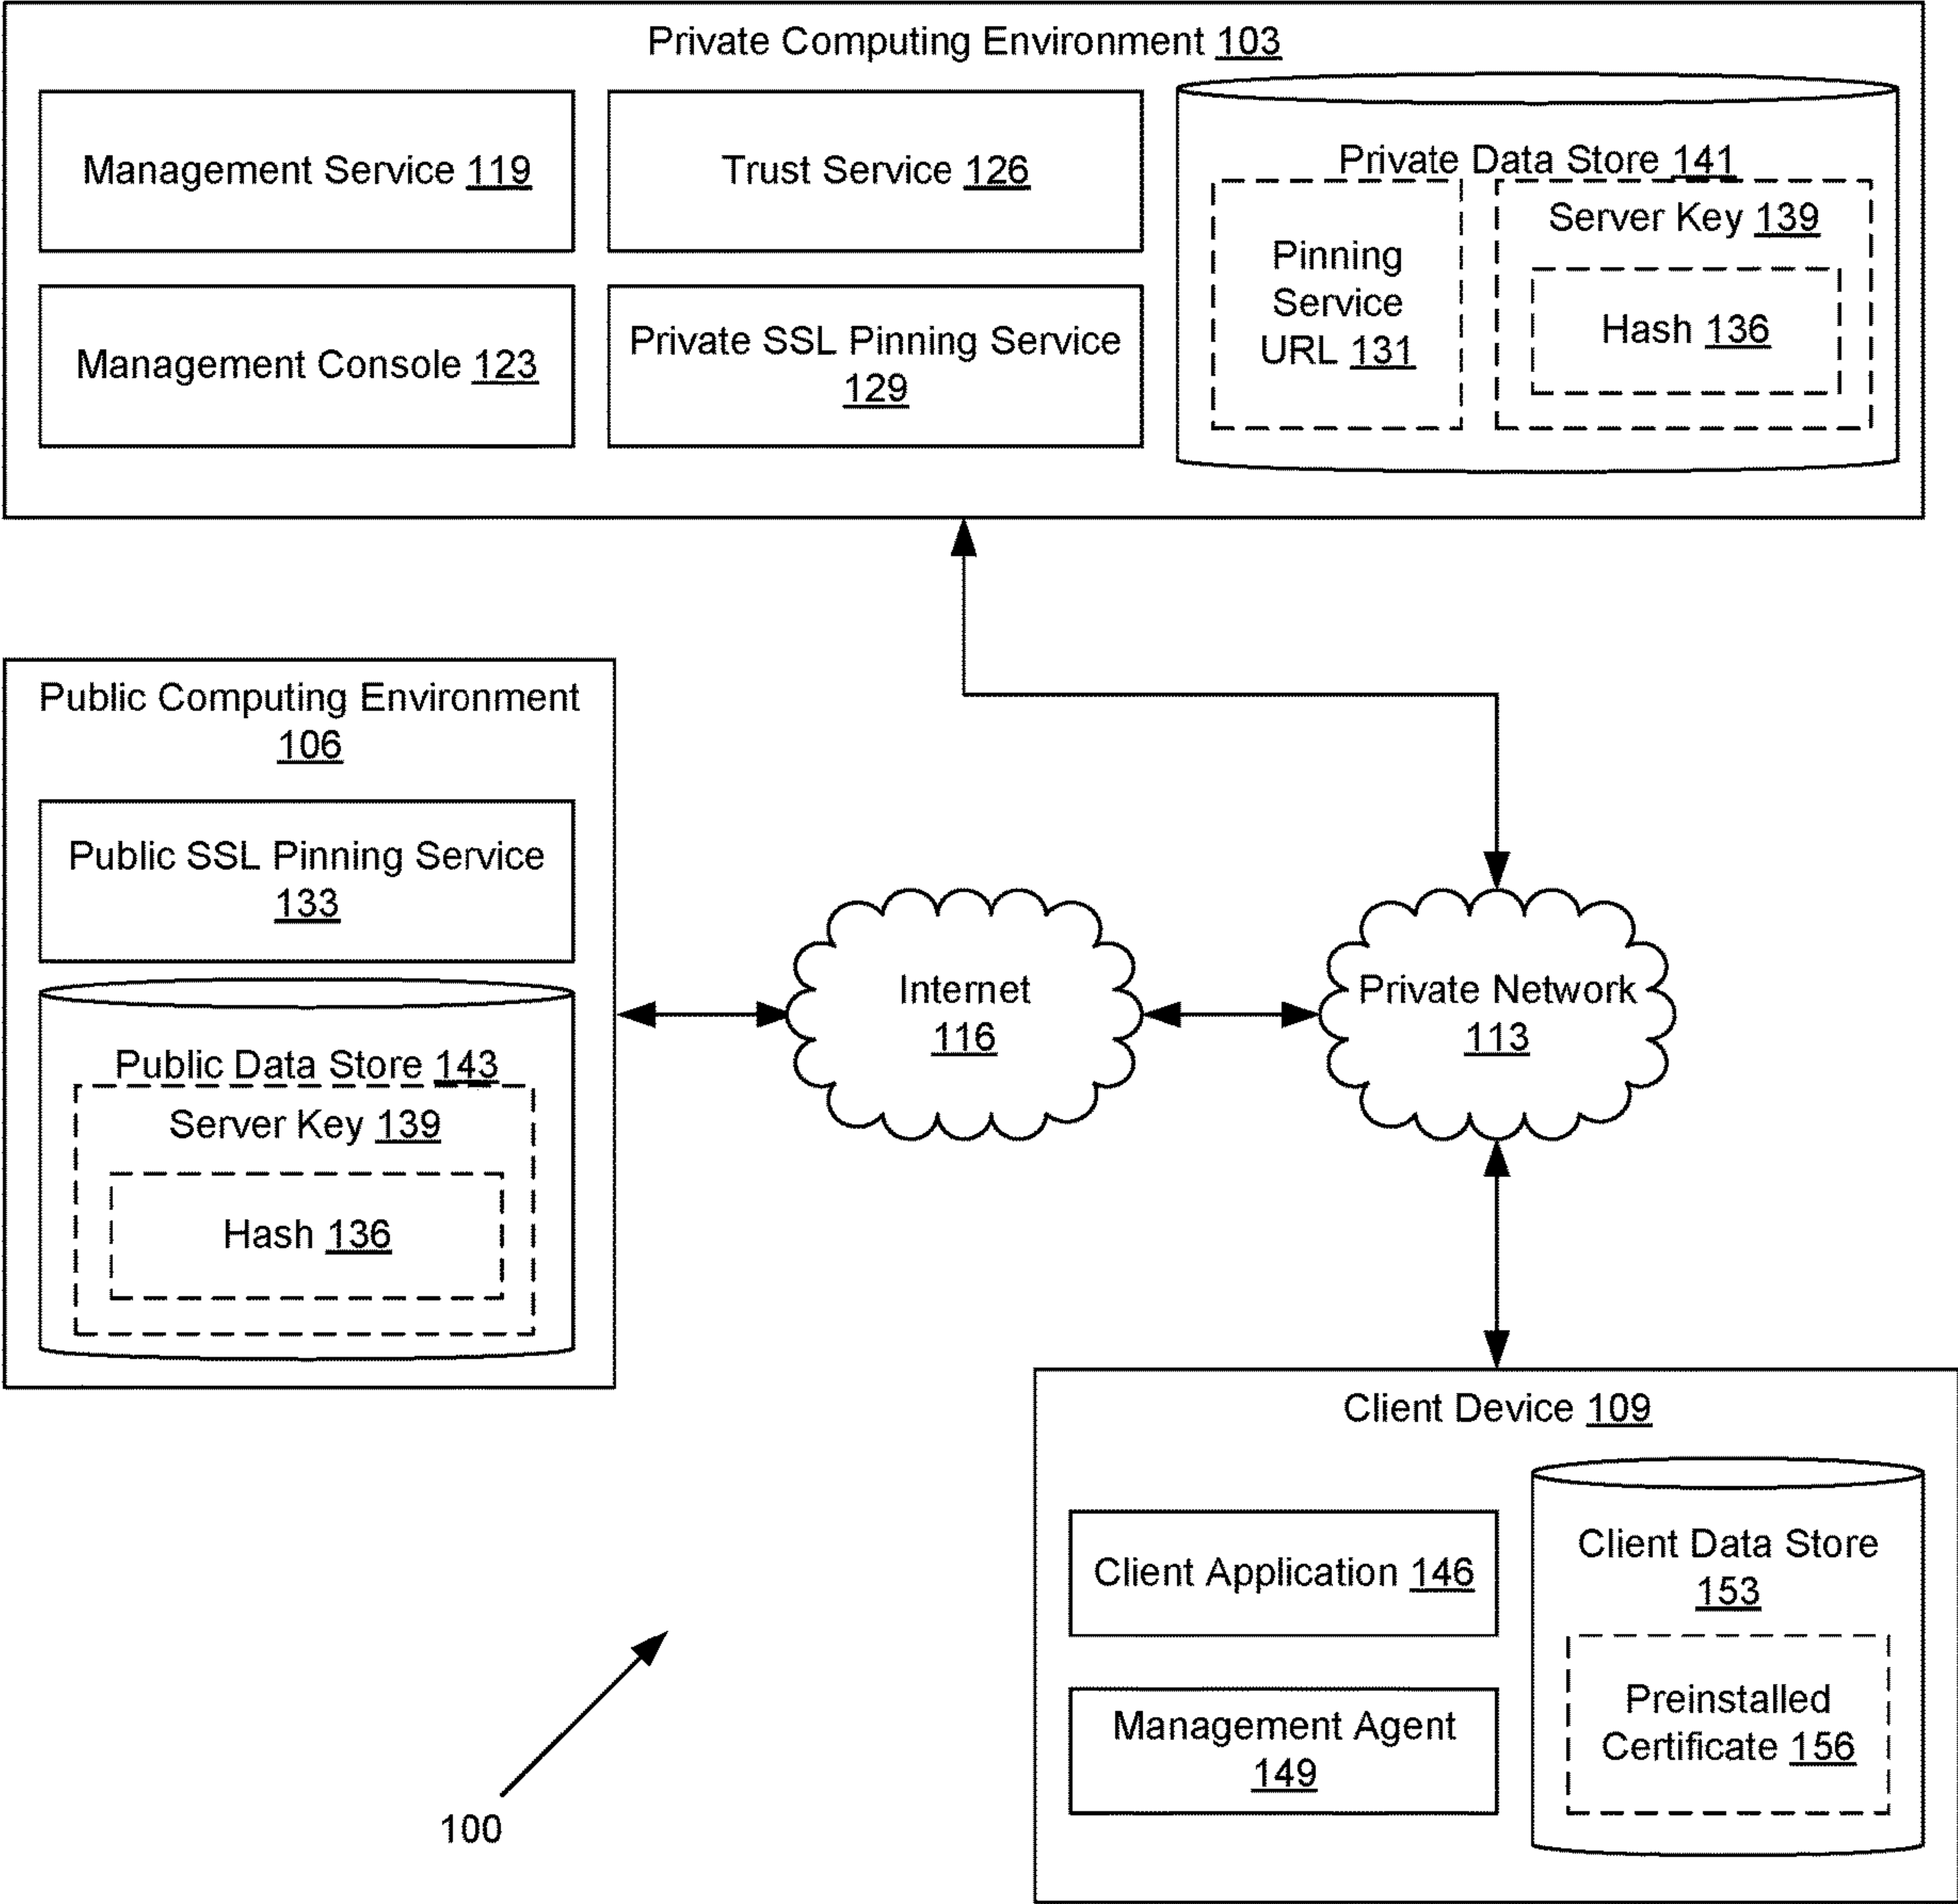 Private Computing Environment 103
Management Service 119
Trust Service 126
Management Console 123
Private SSL Pinning Service
129
Private Data Store 141
Pinning
Service
URL 131
Server Key 139
Hash 136
Public Computing Environment
106
Public SSL Pinning Service
133
Public Data Store 143
Server Key 139
Hash 136
Internet
116
Private Network
113
Client Device 109
Client Application 146
Management Agent
149
Client Data Store
153
Preinstalled
Certificate 156
100